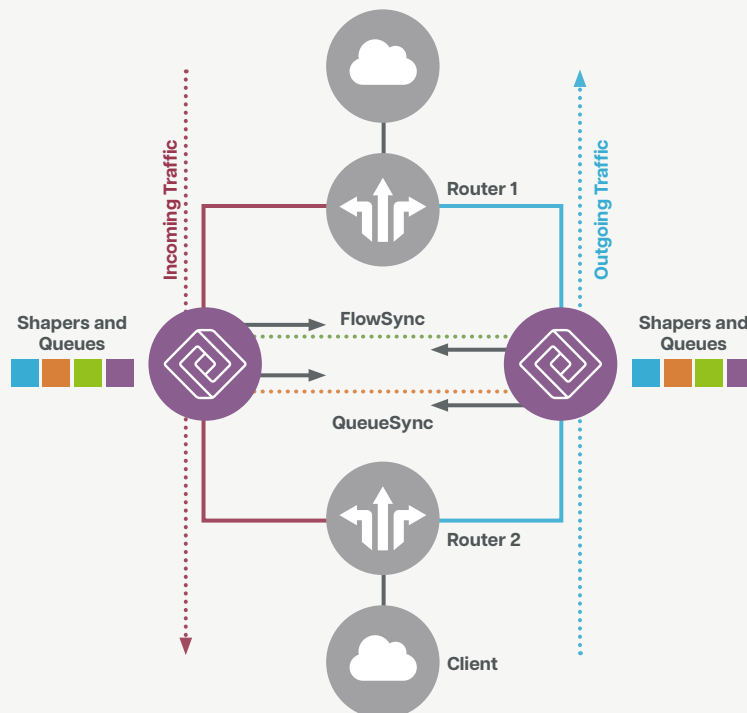 Router 1
Incoming Traffic
Outgoing Traffic
FlowSync
Shapers and
Queues
Shapers and
Queues
QueueSync
Router 2
Client